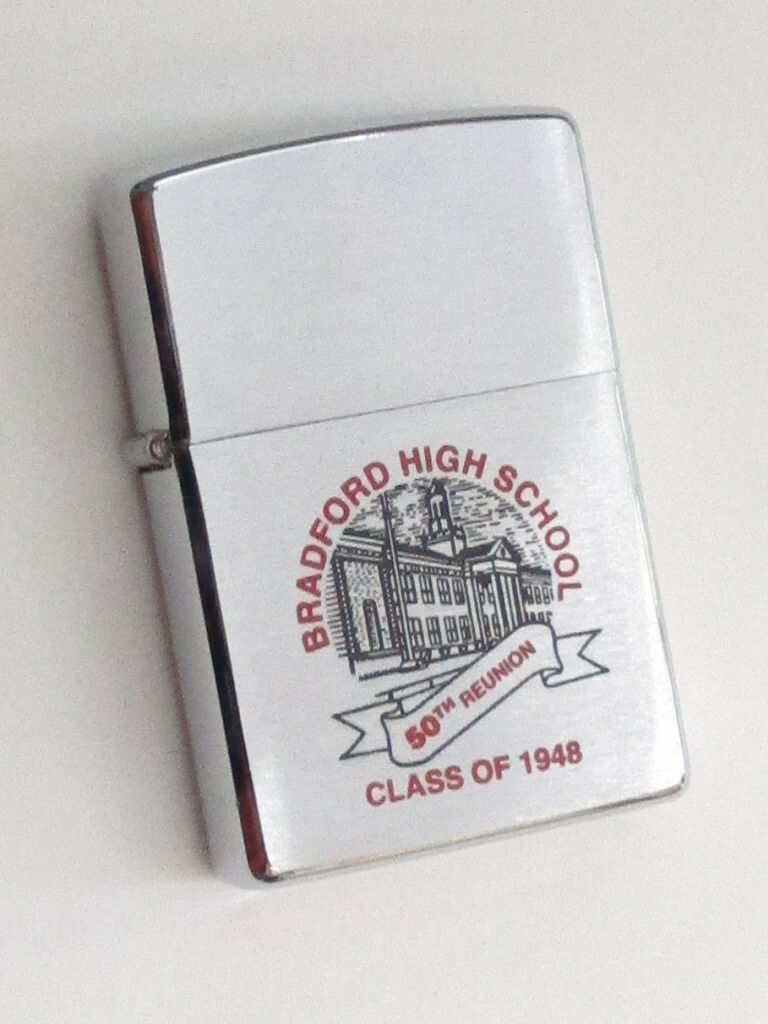 BRADFORD HIGH SCHOOL
50TH REUNION
CLASS OF 1948